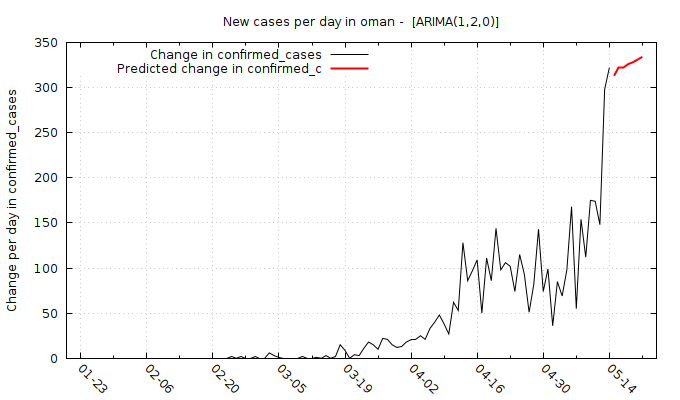 New cases per day in oman -  [ARIMA(1,2,0)]
Change per day in confirmed_cases
Change in confirmed_cases
Predicted change in confirmed_c
350
300
250
200
150
100
50
0
01-23 02-06 02-20 03-05 03-19 04-02 04-16 04-30 05-14